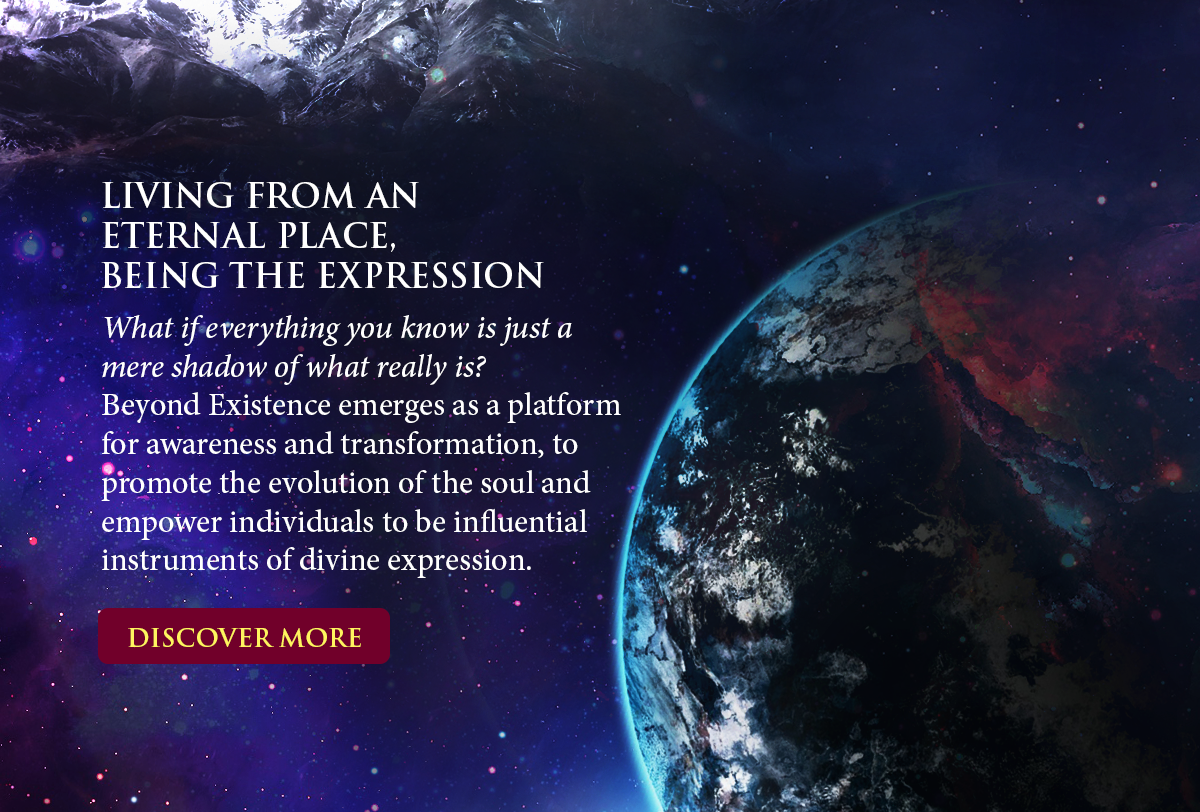 LIVING FROM AN
ETERNAL PLACE,
BEING THE EXPRESSION
What if everything you know is just a
mere shadow of what really is?
Beyond Existence emerges as a platform
for awareness and transformation, to
promote the evolution of the soul and
empower individuals to be influential
instruments of divine expression.
DISCOVER MORE